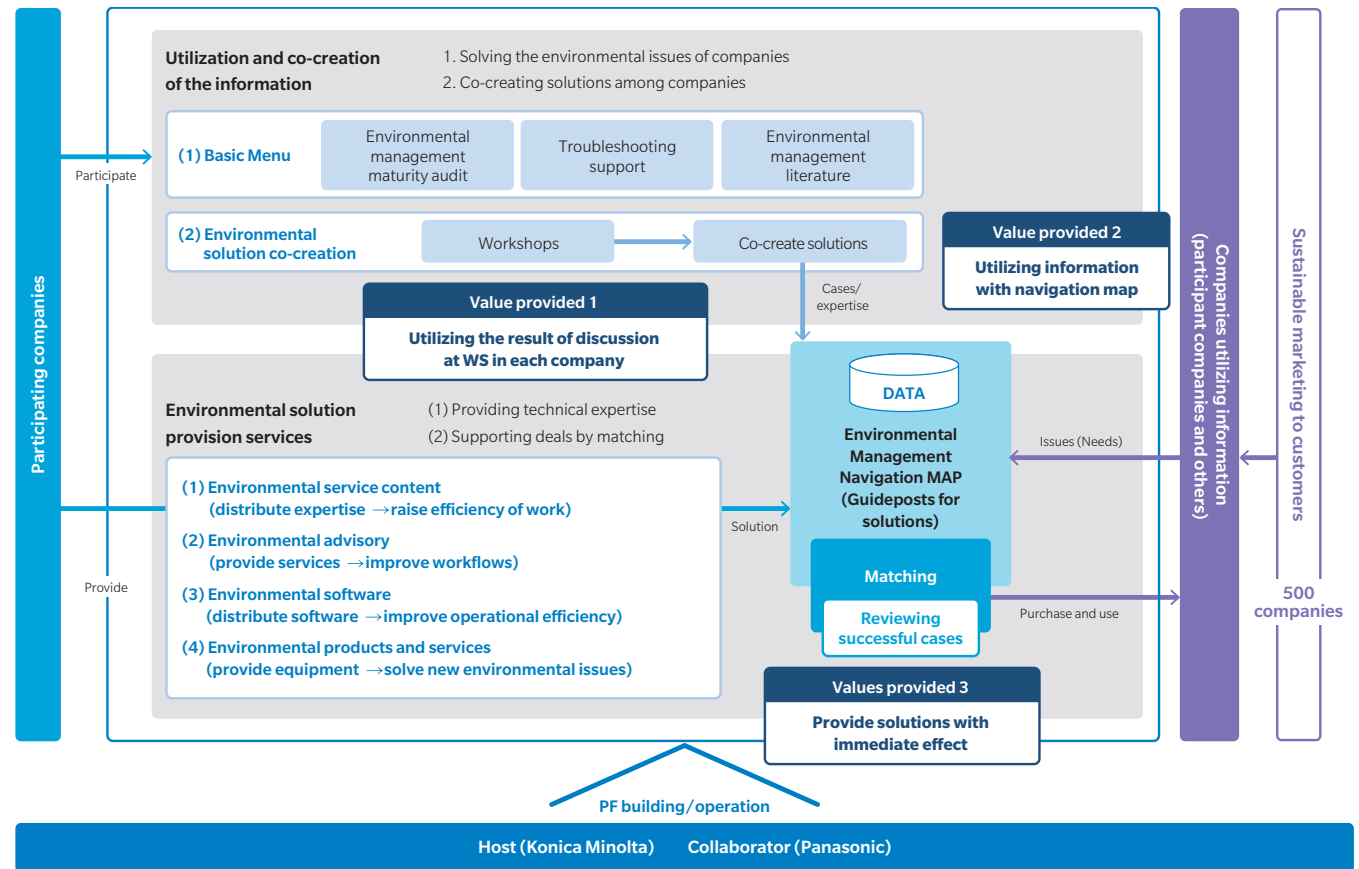 Utilization and co-creation
of the information
1. Solving the environmental issues of companies
2. Co-creating solutions among companies
(1) Basic Menu
Environmental
management
maturity audit
Troubleshooting
support
Environmental
management
literature
Participate
(2) Environmental
solution co-creation
Workshops
Co-create solutions
Cases/
expertise
Value provided 1
Utilizing the result of discussion
at WS in each company
Value provided 2
Utilizing information
with navigation map
Participating companies
Environmental solution
provision services
(1) Providing technical expertise
(2) Supporting deals by matching
(1) Environmental service content
(distribute expertise →raise efficiency of work)
(2) Environmental advisory
(provide services →improve workflows)
(3) Environmental software
(distribute software →improve operational efficiency)
(4) Environmental products and services
(provide equipment →solve new environmental issues)
Provide
Solution
DATA
Environmental
Management
Navigation MAP
(Guideposts for
solutions)
Matching
Reviewing
successful cases
Issues (Needs)
Purchase and use
Values provided 3
Provide solutions with
immediate effect
Companies utilizing information
(participant companies and others)
Sustainable marketing to customers
500
companies
PF building/operation
Host (Konica Minolta) Collaborator (Panasonic)